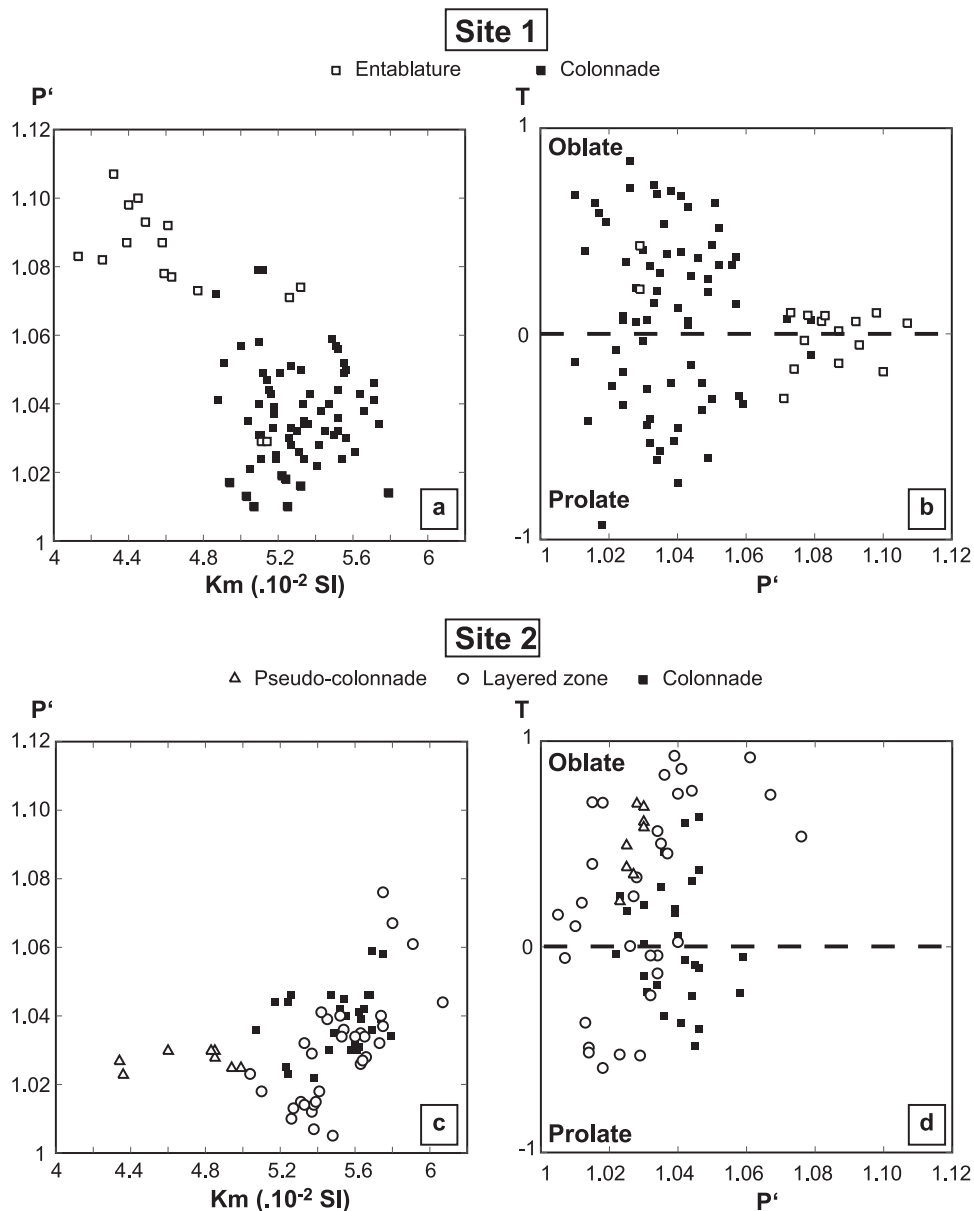 Site 1
Entablature Colonnade
P‘ T
1.12 1
Oblate
1.10
1.08
1.06 0
1.04
1.02
Prolate
a b
1 -1
4 4.4 4.8 5.2 5.6 6 1 1.02 1.04 1.06 1.08 1.10 1.12
Km (.10-2 SI) P‘
Site 2
Pseudo-colonnade Layered zone Colonnade
P‘ T
1.12 1
Oblate
1.10
1.08
1.06 0
1.04
1.02
c Prolate d
1 -1
4 4.4 4.8 5.2 5.6 6 1 1.02 1.04 1.06 1.08 1.10 1.12
Km (.10-2 SI) P‘